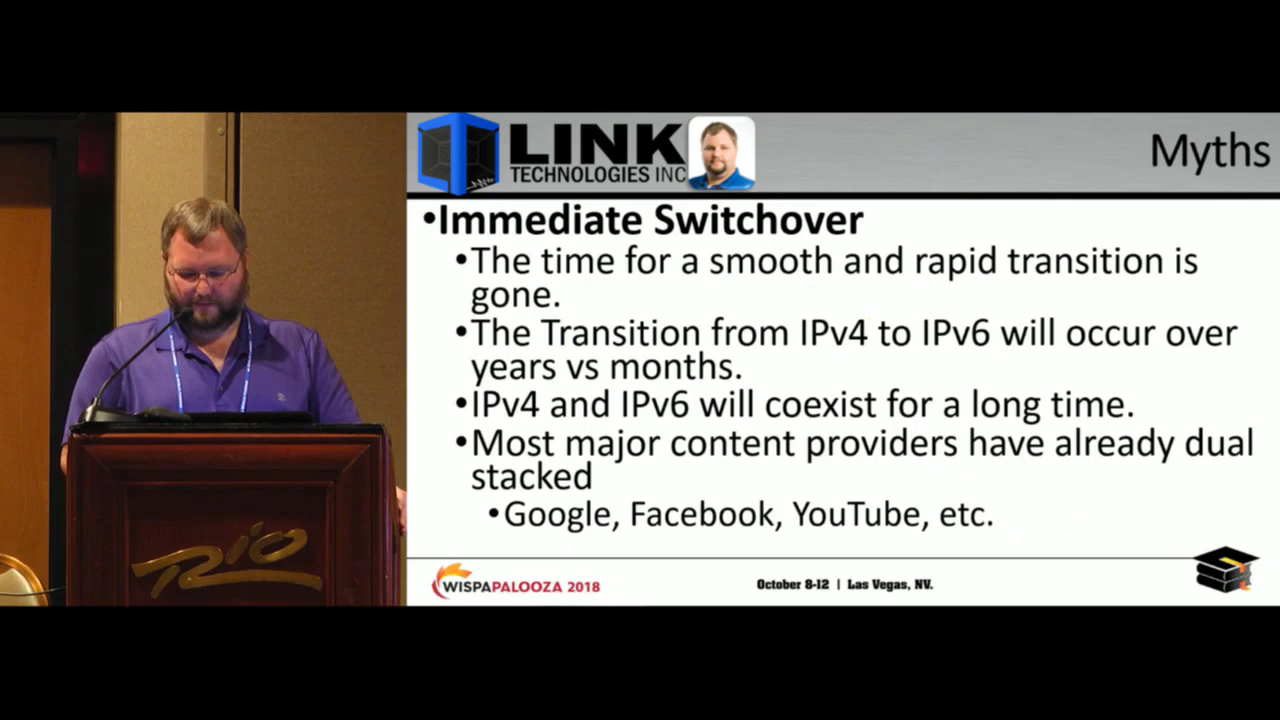 LINK
TECHNOLOGIES INC
Myths
•Immediate Switchover
•The time for a smooth and rapid transition is
gone.
•The Transition from IPv4 to IPv6 will occur over
years vs months.
•IPv4 and IPv6 will coexist for a long time.
•Most major content providers have already dual
stacked
•Google, Facebook, YouTube, etc.
WISPAPALOOZA 2018
October 8-12 | Las Vegas, NV.
Rio